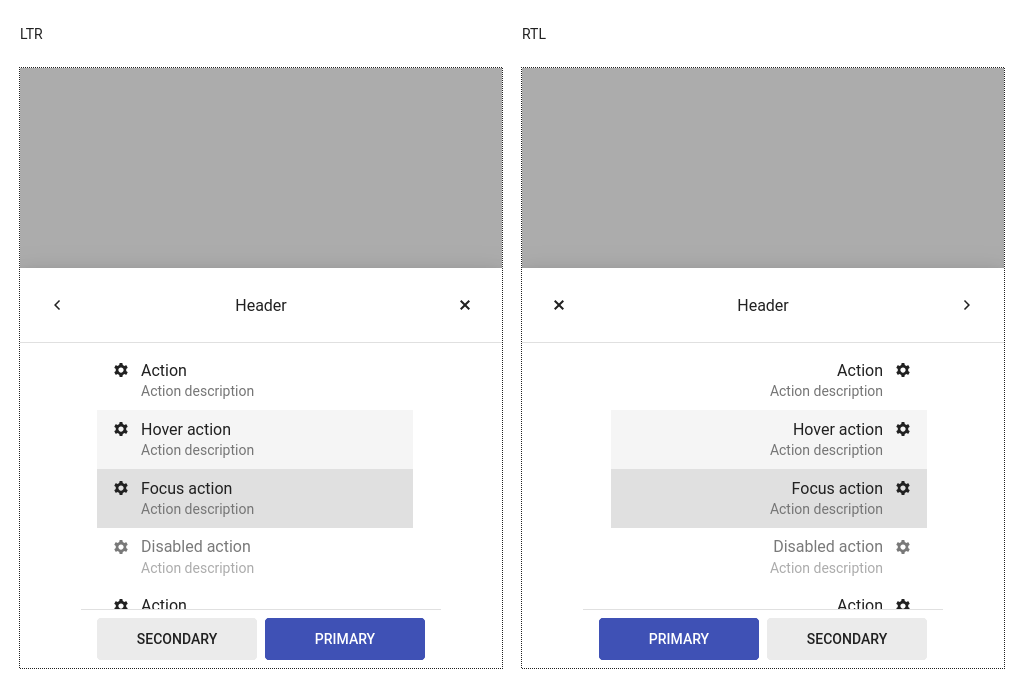 LTR
Header
Action
Action description
Hover action
Action description
Focus action
Action description
Disabled action
Action description
Action
SECONDARY PRIMARY
RTL
Header
Action
Action description
Hover action
Action description
Focus action
Action description
Disabled action
Action description
Action
PRIMARY SECONDARY